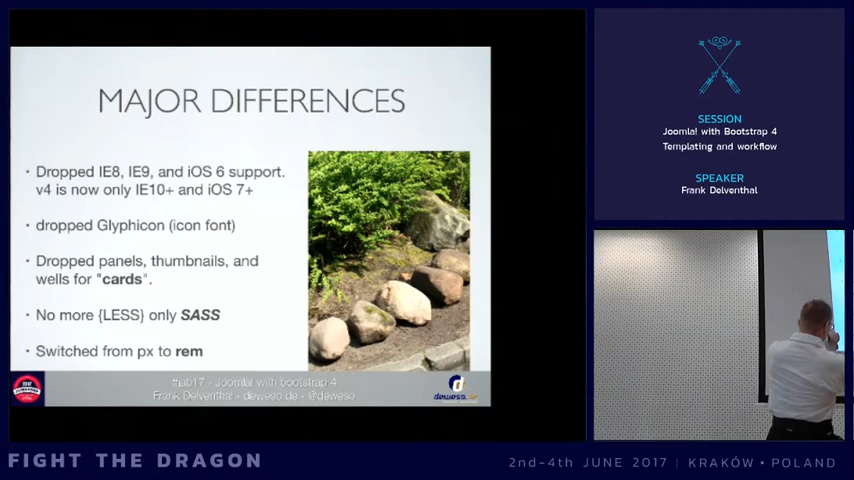 MAJOR DIFFERENCES
• Dropped IE8, IE9, and iOS 6 support.
v4 is now only IE10+ and iOS 7+
• dropped Glyphicon (icon font)
• Dropped panels, thumbnails, and
wells for "cards".
• No more {LESS} only SASS
• Switched from px to rem
#jab17 - Joomla! with bootstrap 4
Frank Delventhal - deweso.de - @deweso
deweso.de
SESSION
Joomla! with Bootstrap 4
Templating and workflow
SPEAKER
Frank Delventhal
FIGHT THE DRAGON
2nd-4th JUNE 2017 | KRAKÓW • POLAND